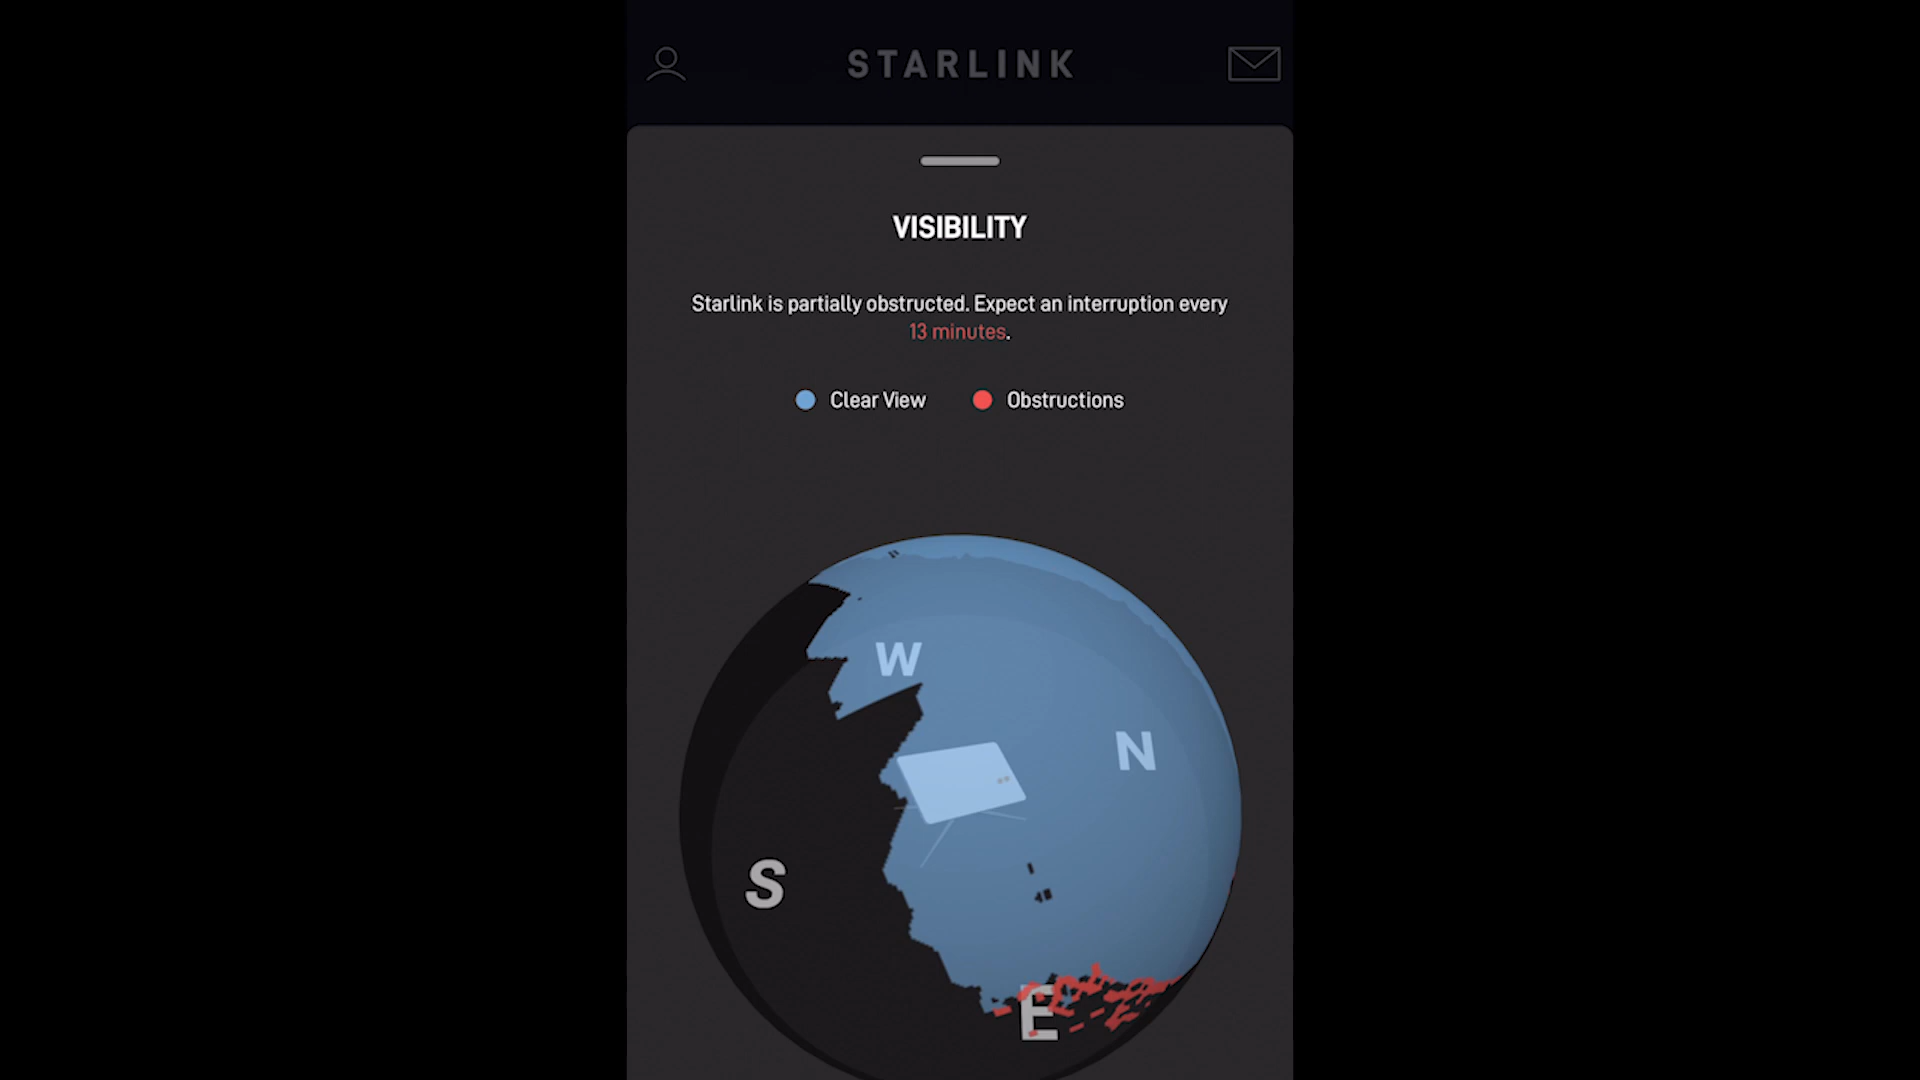 STARLINK
VISIBILITY
Starlink is partially obstructed. Expect an interruption every
13 minutes.
Clear View
Obstructions
W
N
S
E